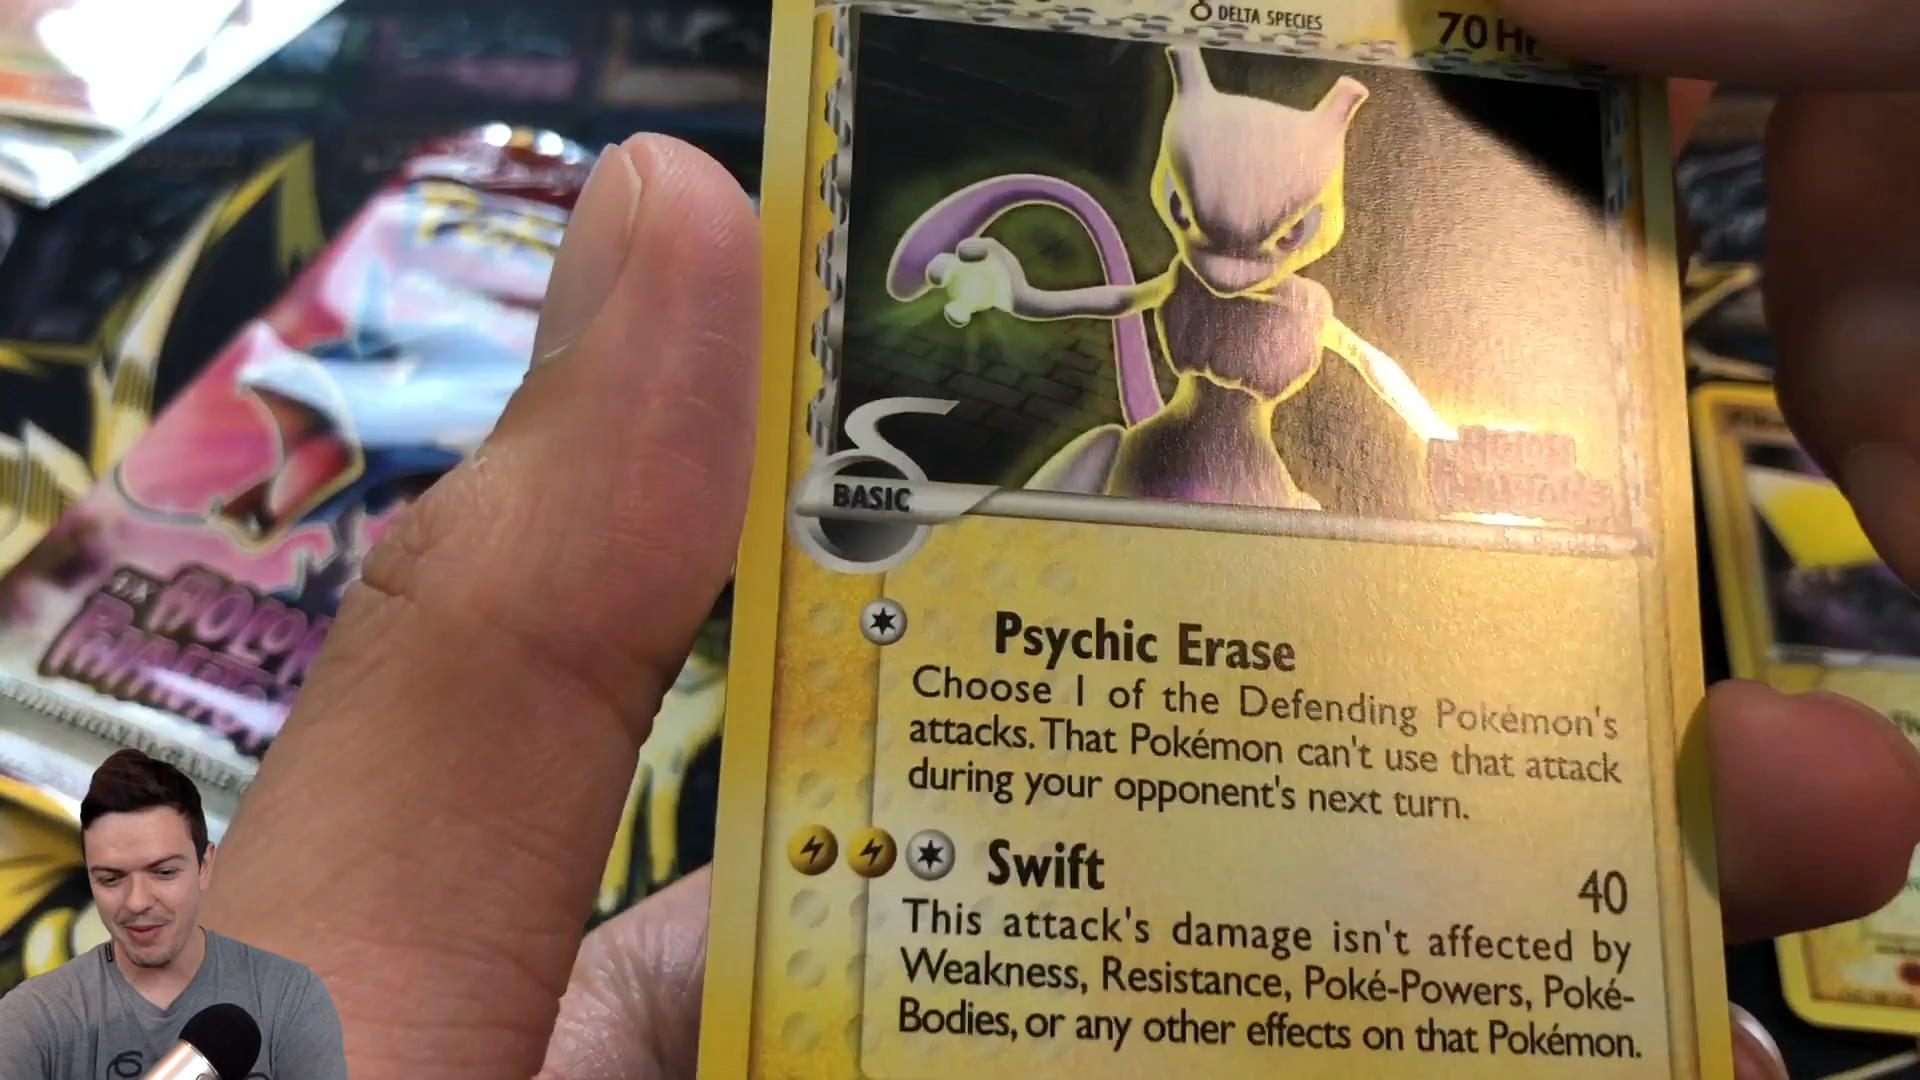 DELTA SPECIES
70 HP
BASIC
Psychic Erase
Choose 1 of the Defending Pokémon's
attacks. That Pokémon can't use that attack
during your opponent's next turn.
Swift
40
This attack's damage isn't affected by
Weakness, Resistance, Poké-Powers, Poké-
Bodies, or any other effects on that Pokémon.